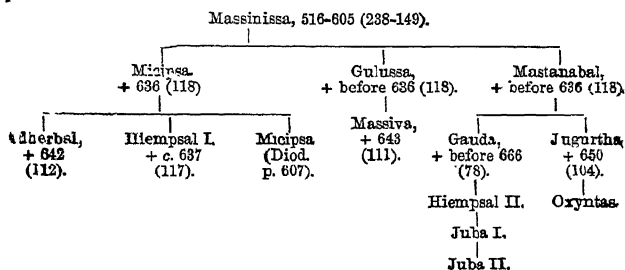 Massinissa, 516-605 (238-149).
Micipsa. Gulussa, Mastanabal,
+ 636 (118) + before 636 (118). + before 636 (118).
Adherbal, Hiempsal I. Micipsa Massiva, Gauda, Jugurtha,
+ 642 + c. 637 (Diod. + 643 + before 666 + 650
(112). (117). p. 607). (111). (78). (104).
Hiempsal II. Oxyntas.
Juba I.
Juba II.